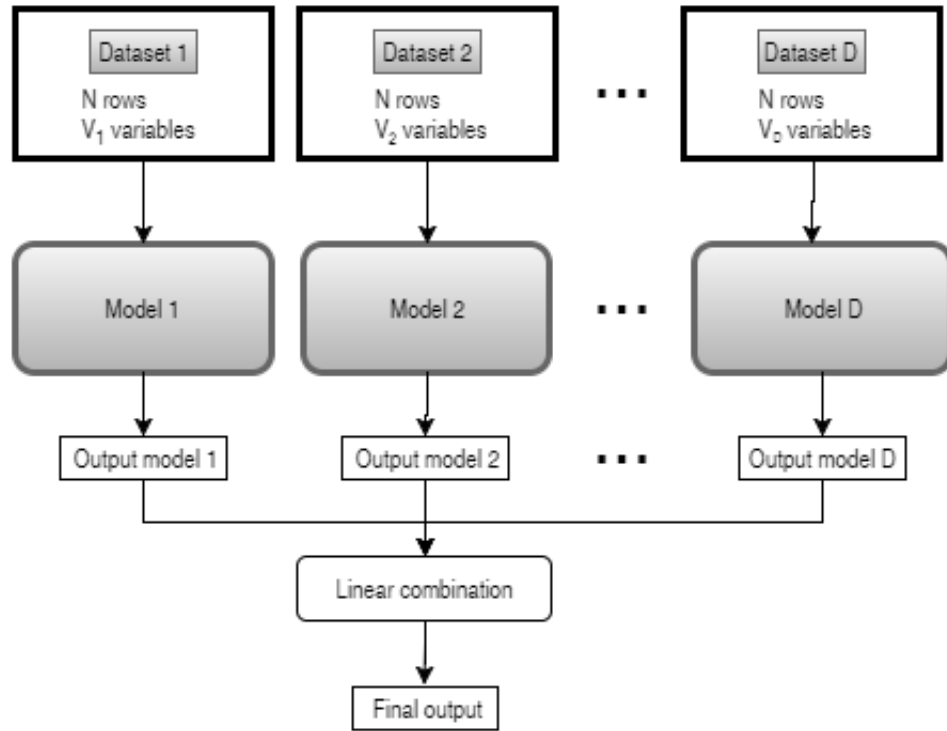 Dataset 1
N rows
V₁ variables
Dataset 2
N rows
V₂ variables
...
Dataset D
N rows
V_D variables
Model 1
Model 2
...
Model D
Output model 1
Output model 2
...
Output model D
Linear combination
Final output